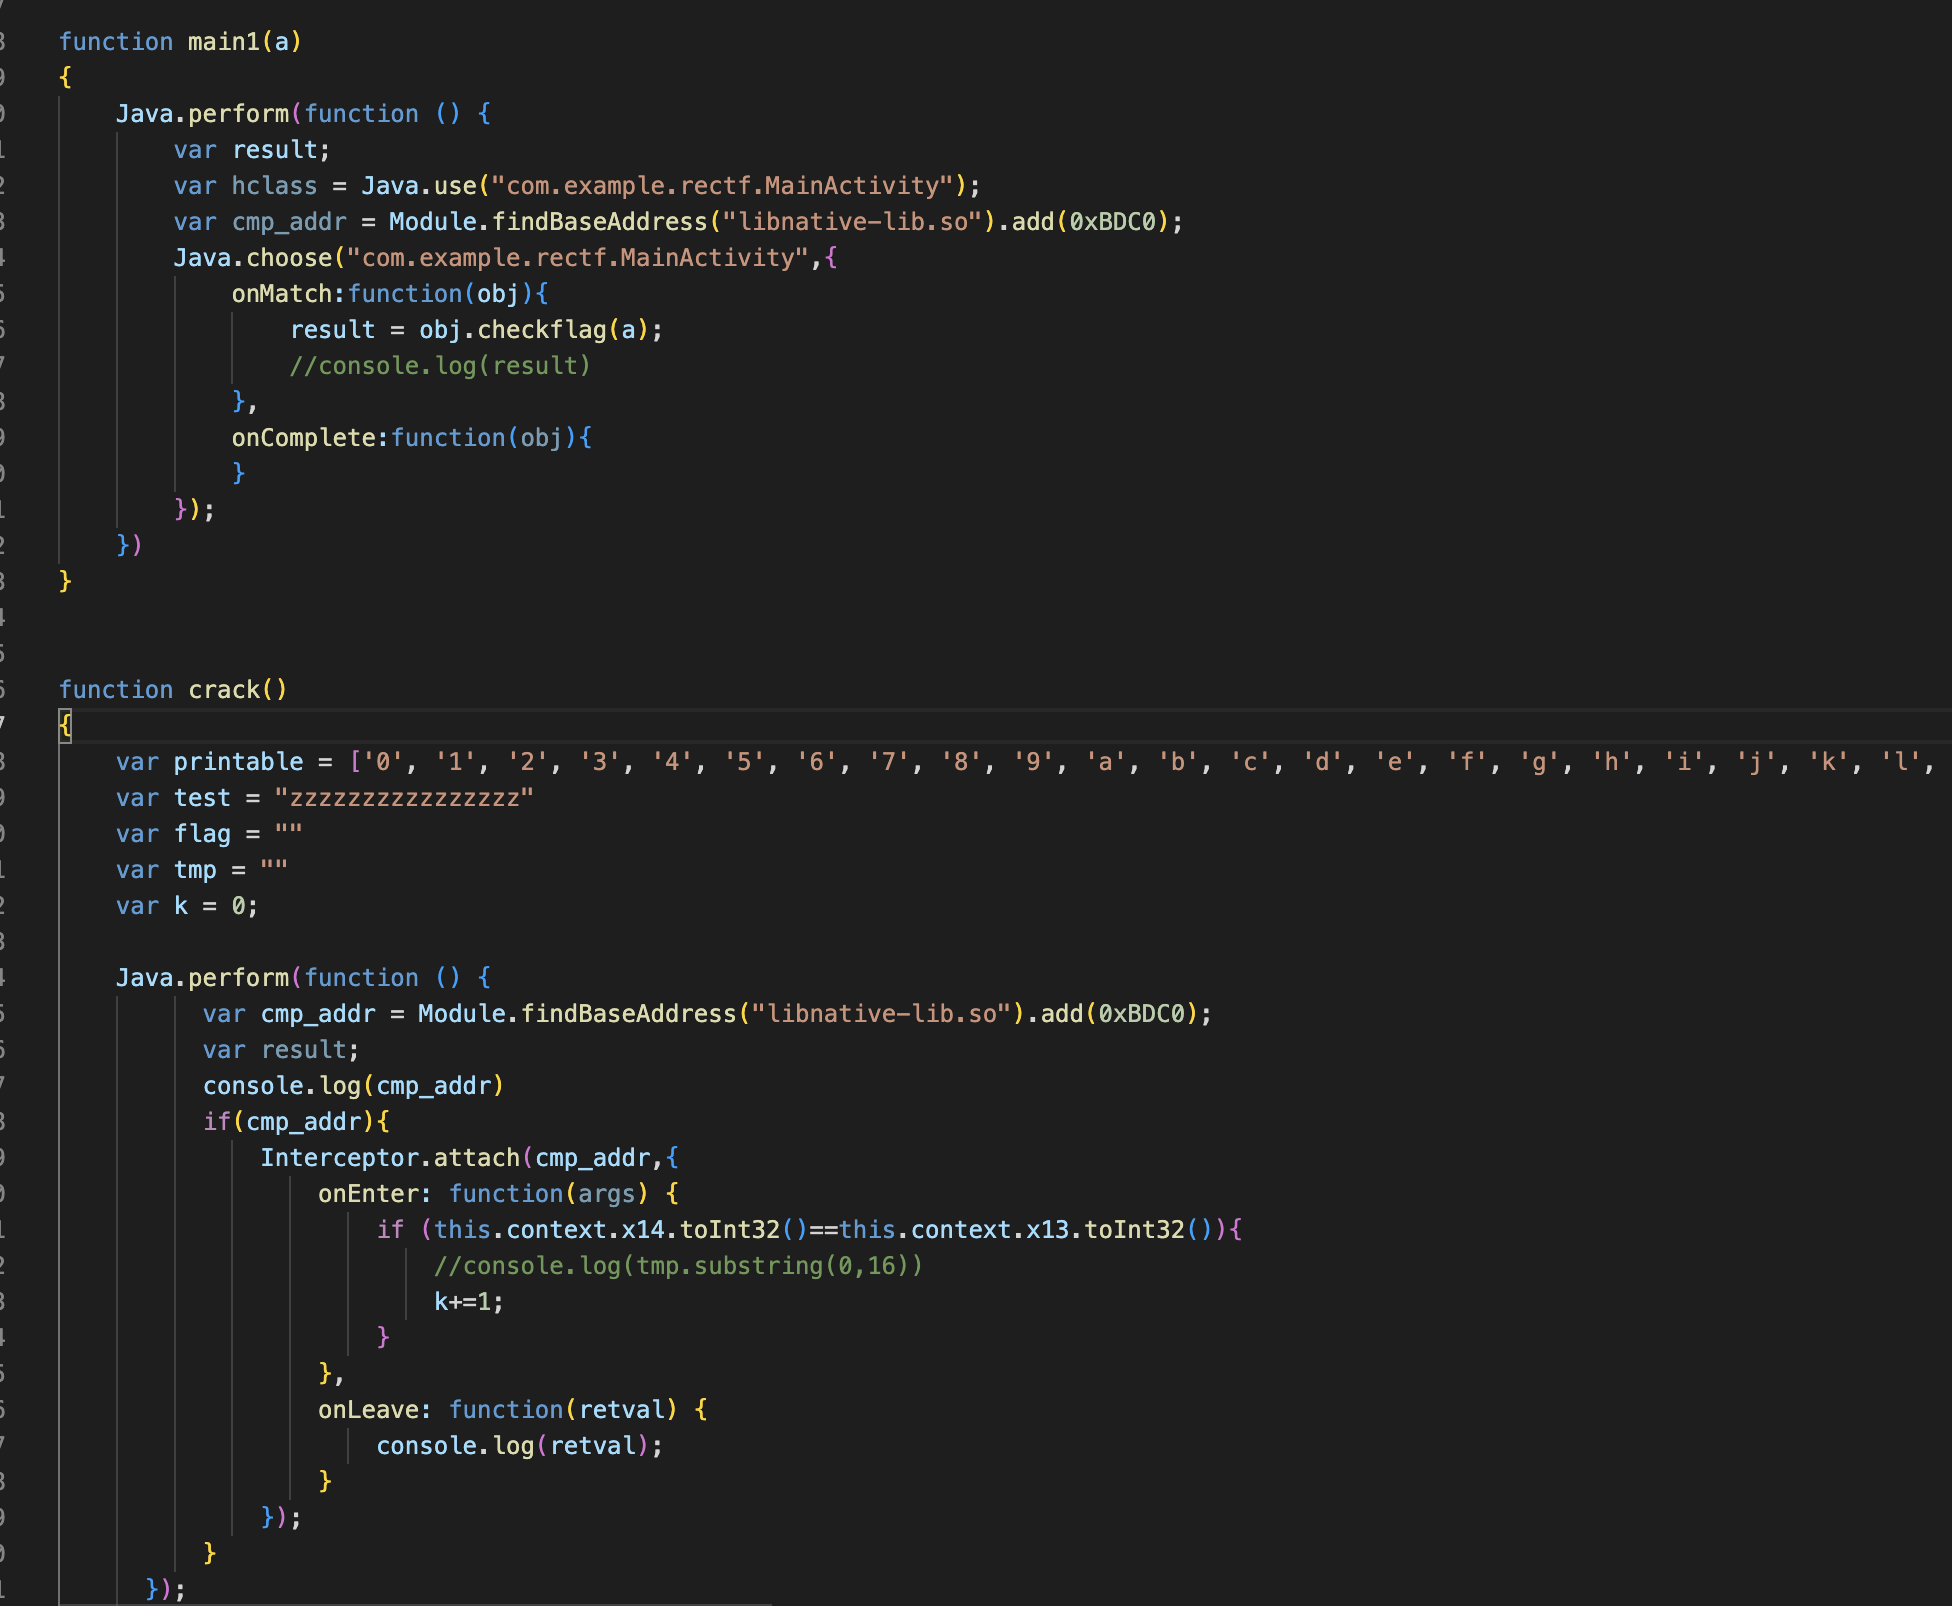 function main1(a)
{
    Java.perform(function () {
        var result;
        var hclass = Java.use("com.example.rectf.MainActivity");
        var cmp_addr = Module.findBaseAddress("libnative-lib.so").add(0xBDC0);
        Java.choose("com.example.rectf.MainActivity",{
            onMatch:function(obj){
                result = obj.checkflag(a);
                //console.log(result)
            },
            onComplete:function(obj){
            }
        });
    })
}
function crack()
{
    var printable = ['0', '1', '2', '3', '4', '5', '6', '7', '8', '9', 'a', 'b', 'c', 'd', 'e', 'f', 'g', 'h', 'i', 'j', 'k', 'l',
    var test = "zzzzzzzzzzzzzzzz"
    var flag = ""
    var tmp = ""
    var k = 0;
    Java.perform(function () {
          var cmp_addr = Module.findBaseAddress("libnative-lib.so").add(0xBDC0);
          var result;
          console.log(cmp_addr)
          if(cmp_addr){
              Interceptor.attach(cmp_addr,{
                  onEnter: function(args) {
                      if (this.context.x14.toInt32()==this.context.x13.toInt32()){
                          //console.log(tmp.substring(0,16))
                          k+=1;
                      }
                  },
                  onLeave: function(retval) {
                      console.log(retval);
                  }
              });
          }
      });